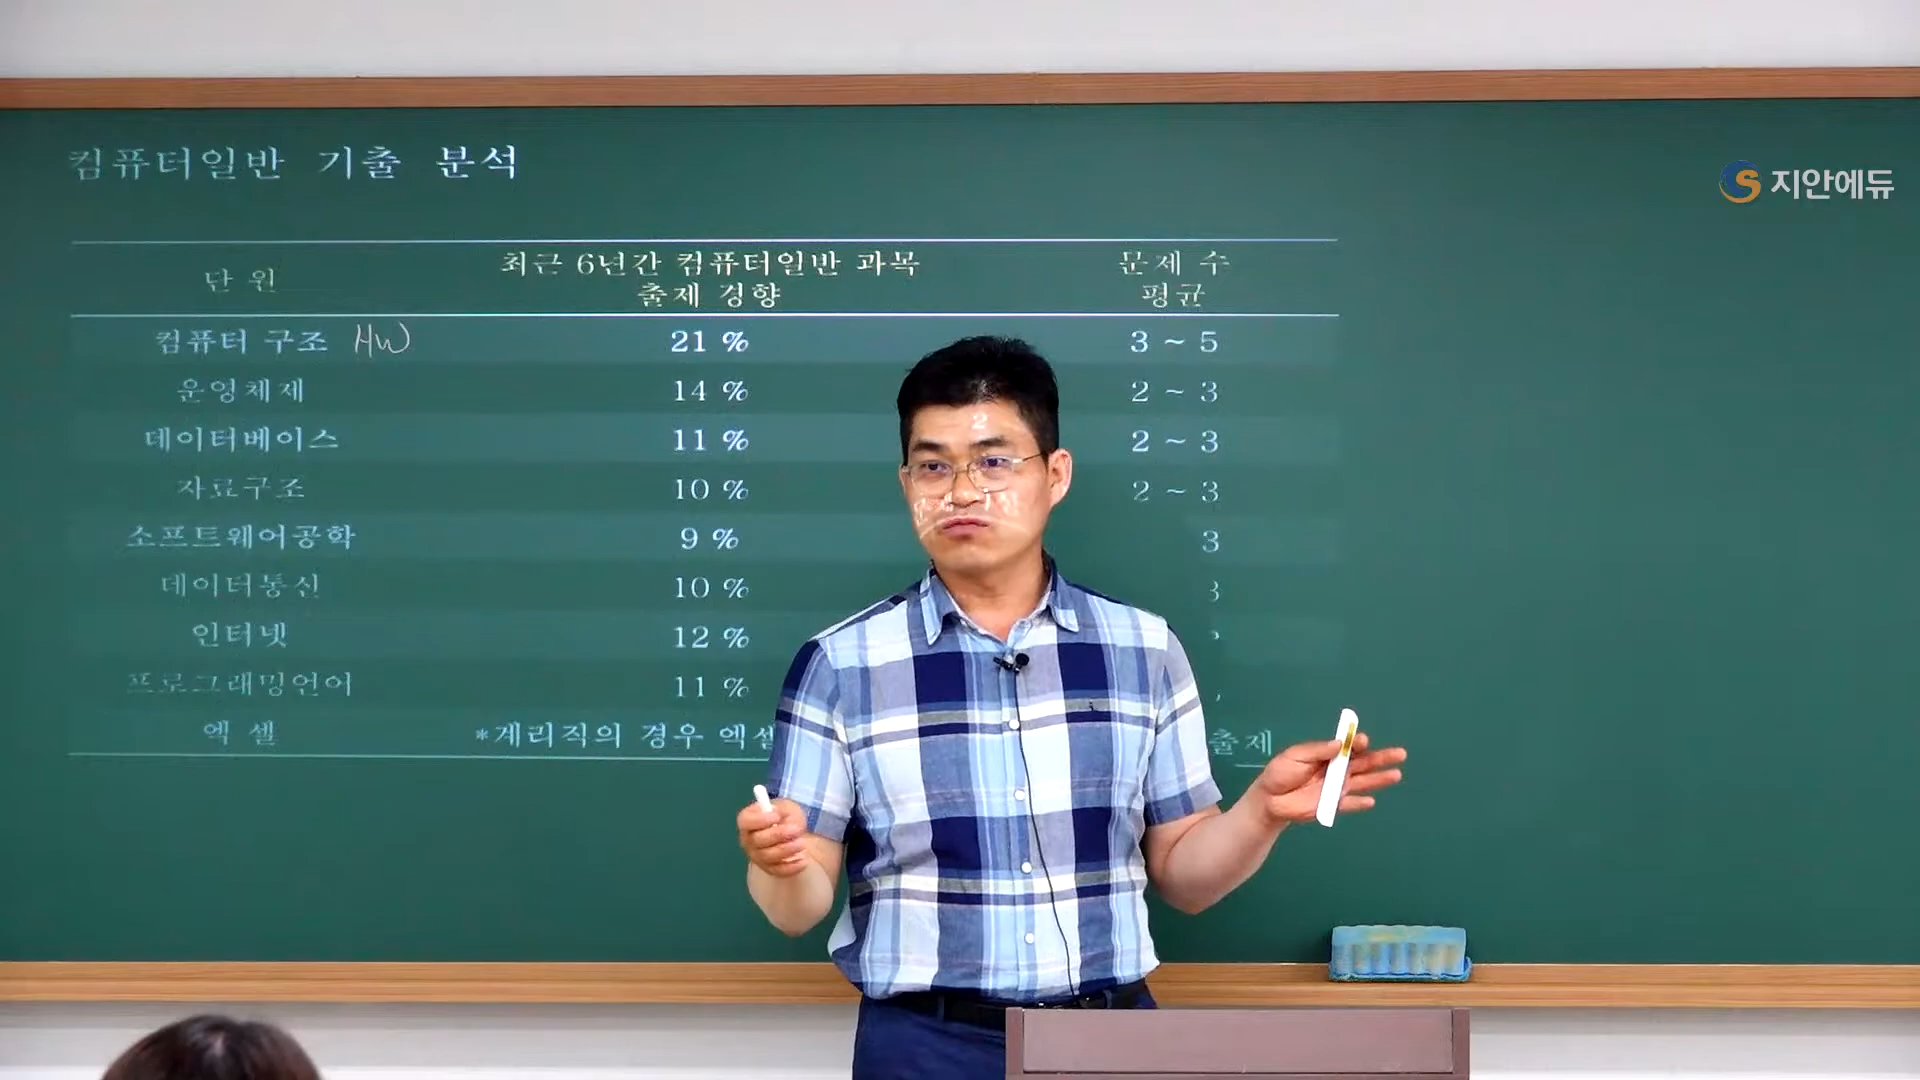 컴퓨터일반 기출 분석
지안에듀
단 원 최근 6년간 컴퓨터일반 과목 출제 경향 문제 수 평균
컴퓨터 구조 HW 21 % 3 ~ 5
운영체제 14 % 2 ~ 3
데이터베이스 11 % 2 ~ 3
자료구조 10 % 2 ~ 3
소프트웨어공학 9 % 3
데이터통신 10 % 3
인터넷 12 %
프로그래밍언어 11 %
엑 셀 *계리직의 경우 엑셀 출제